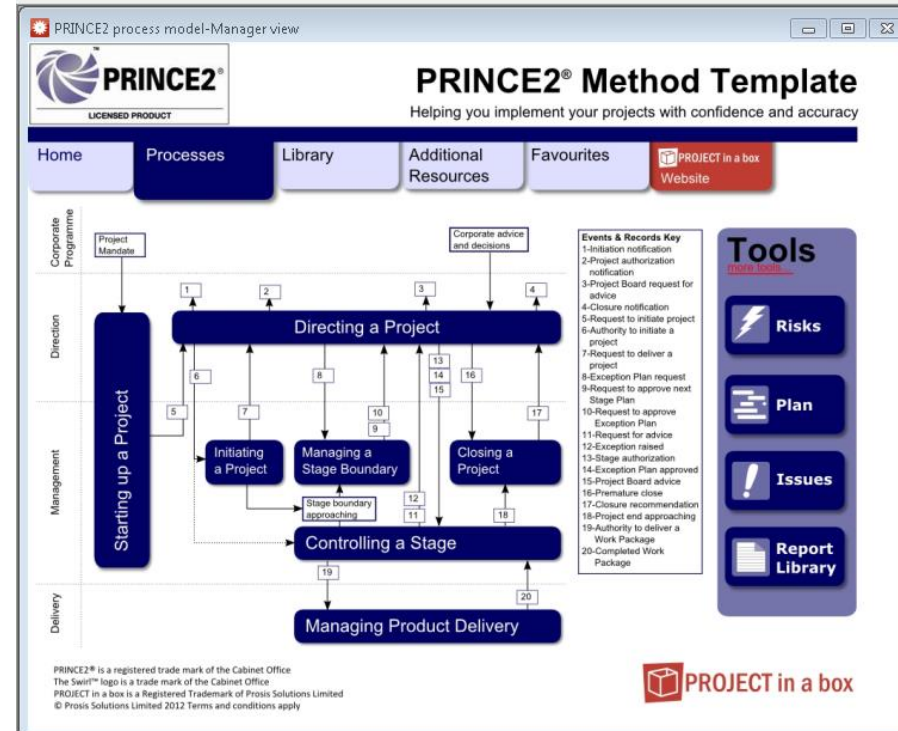 PRINCE2 process model-Manager view
PRINCE2®
LICENSED PRODUCT
PRINCE2® Method Template
Helping you implement your projects with confidence and accuracy
Home
Processes
Library
Additional
Resources
Favourites
PROJECT in a box
Website
Corporate
Programme
Direction
Management
Delivery
Project
Mandate
Corporate advice
and decisions
1
2
3
4
Directing a Project
Starting up a Project
5
6
7
8
10
9
13
14
15
16
17
Initiating
a Project
Managing a
Stage Boundary
Closing a
Project
Stage boundary
approaching
12
11
18
Controlling a Stage
19
20
Managing Product Delivery
Events & Records Key
1-Initiation notification
2-Project authorization
notification
3-Project Board request for
advice
4-Closure notification
5-Request to initiate project
6-Authority to initiate a
project
7-Request to deliver a
project
8-Exception Plan request
9-Request to approve next
Stage Plan
10-Request to approve
Exception Plan
11-Request for advice
12-Exception raised
13-Stage authorization
14-Exception Plan approved
15-Project Board advice
16-Premature close
17-Closure recommendation
18-Project end approaching
19-Authority to deliver a
Work Package
20-Completed Work
Package
Tools
more tools...
Risks
Plan
Issues
Report
Library
PRINCE2® is a registered trade mark of the Cabinet Office
The Swirl™ logo is a trade mark of the Cabinet Office
PROJECT in a box is a Registered Trademark of Prosis Solutions Limited
© Prosis Solutions Limited 2012 Terms and conditions apply
PROJECT in a box